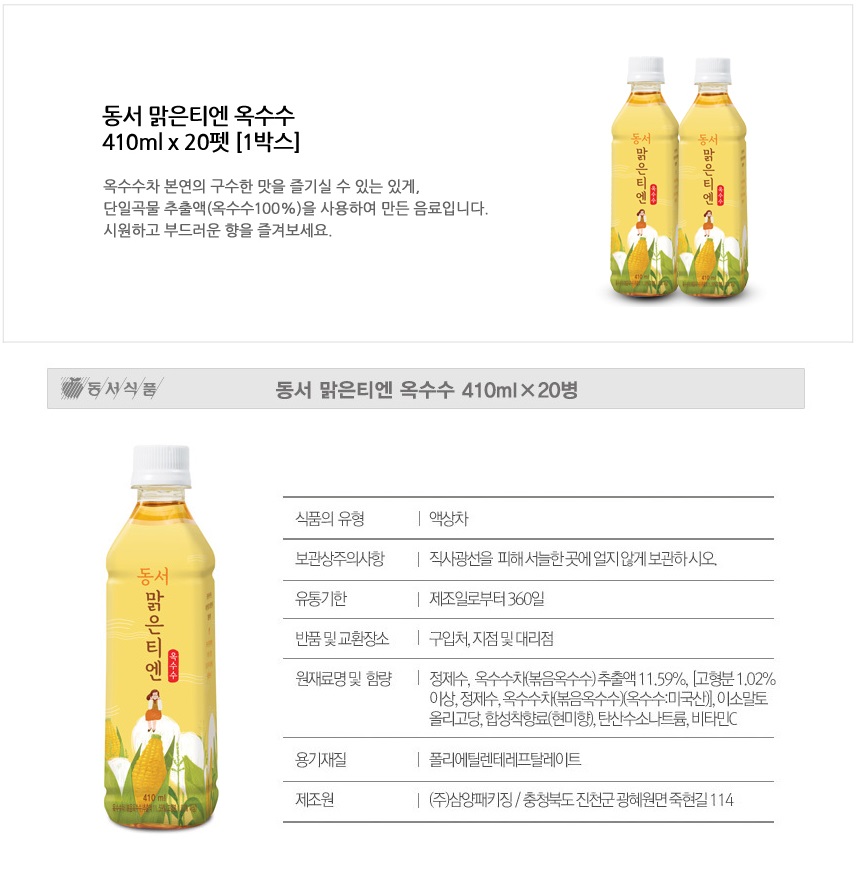 동서 맑은티엔 옥수수
410ml x 20펫 [1박스]
옥수수차 본연의 구수한 맛을 즐기실 수 있는 있게,
단일곡물 추출액(옥수수100%)을 사용하여 만든 음료입니다.
시원하고 부드러운 향을 즐겨보세요.
동서
맑은티엔
옥수수
410 ml
동서
맑은티엔
옥수수
410 ml
동서식품
동서 맑은티엔 옥수수 410ml×20병
동서
맑은티엔
옥수수
410 ml
식품의 유형 | 액상차
보관상주의사항 | 직사광선을 피해 서늘한 곳에 얼지 않게 보관하시오.
유통기한 | 제조일로부터 360일
반품 및 교환장소 | 구입처, 지점 및 대리점
원재료명 및 함량 | 정제수, 옥수수차(볶음옥수수) 추출액 11.59%, [고형분 1.02%
이상, 정제수, 옥수수차(볶음옥수수)(옥수수:미국산)], 이소말토
올리고당, 합성착향료(현미향), 탄산수소나트륨, 비타민C
용기재질 | 폴리에틸렌테레프탈레이트
제조원 | (주)삼양패키징 / 충청북도 진천군 광혜원면 죽현길 114